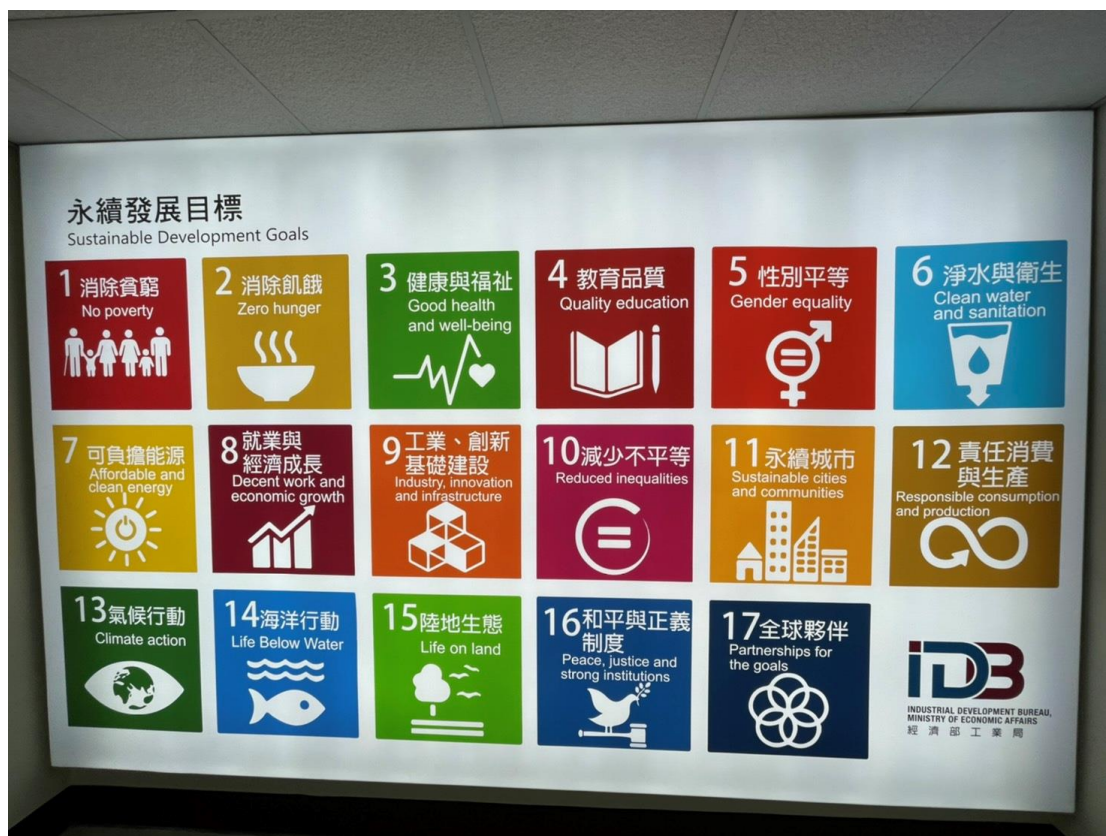 永續發展目標
Sustainable Development Goals
1 消除貧窮
No poverty
2 消除飢餓
Zero hunger
3 健康與福祉
Good health
and well-being
4 教育品質
Quality education
5 性別平等
Gender equality
6 淨水與衛生
Clean water
and sanitation
7 可負擔能源
Affordable and
clean energy
8 就業與
經濟成長
Decent work and
economic growth
9 工業、創新
基礎建設
Industry, innovation
and infrastructure
10 減少不平等
Reduced inequalities
11 永續城市
Sustainable cities
and communities
12 責任消費
與生產
Responsible consumption
and production
13 氣候行動
Climate action
14 海洋行動
Life Below Water
15 陸地生態
Life on land
16 和平與正義
制度
Peace, justice and
strong institutions
17 全球夥伴
Partnerships for
the goals
iDB
INDUSTRIAL DEVELOPMENT BUREAU,
MINISTRY OF ECONOMIC AFFAIRS
經濟部工業局